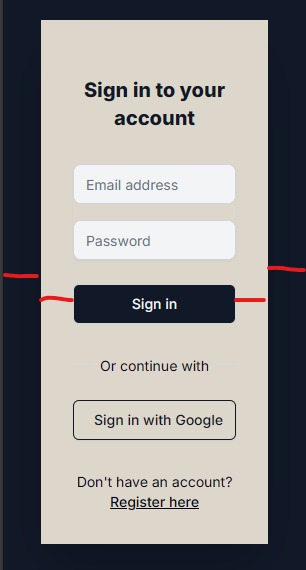 Sign in to your
account
Email address
Password
Sign in
Or continue with
Sign in with Google
Don't have an account?
Register here